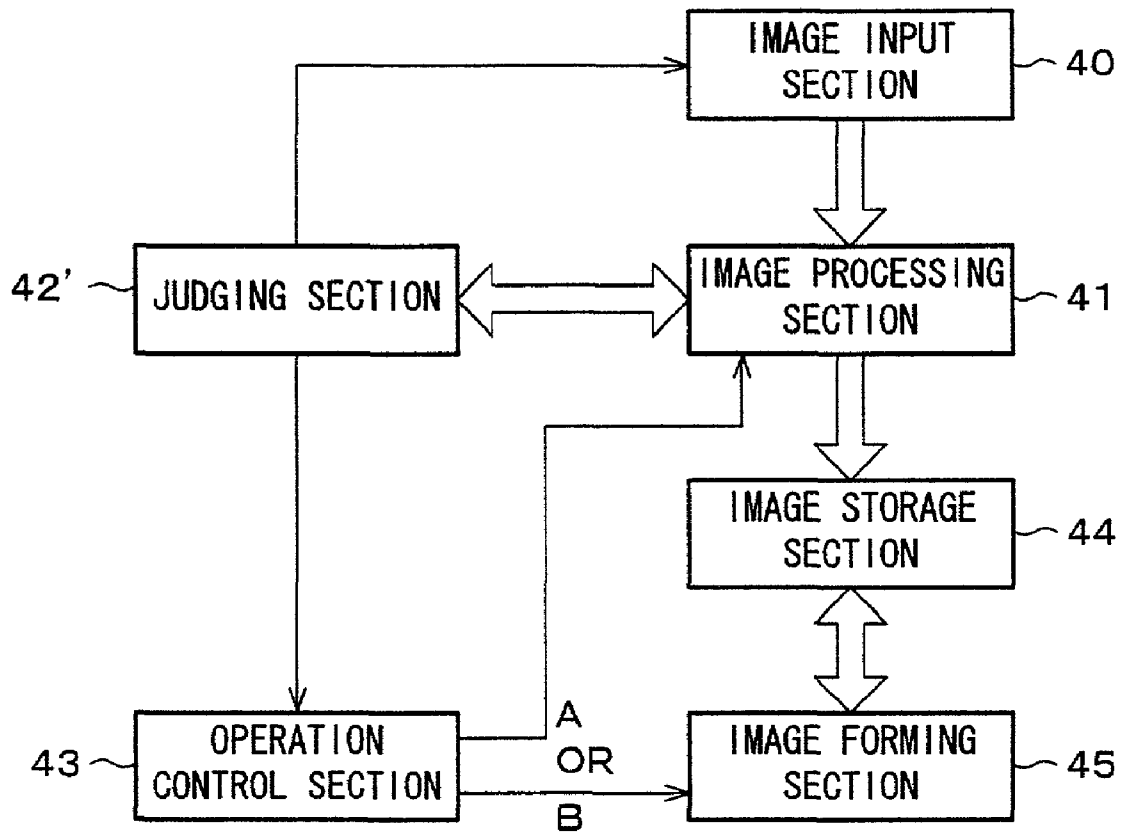 IMAGE INPUT
SECTION
40
42'
JUDGING SECTION
IMAGE PROCESSING
SECTION
41
IMAGE STORAGE
SECTION
44
43
OPERATION
CONTROL SECTION
A
OR
B
IMAGE FORMING
SECTION
45